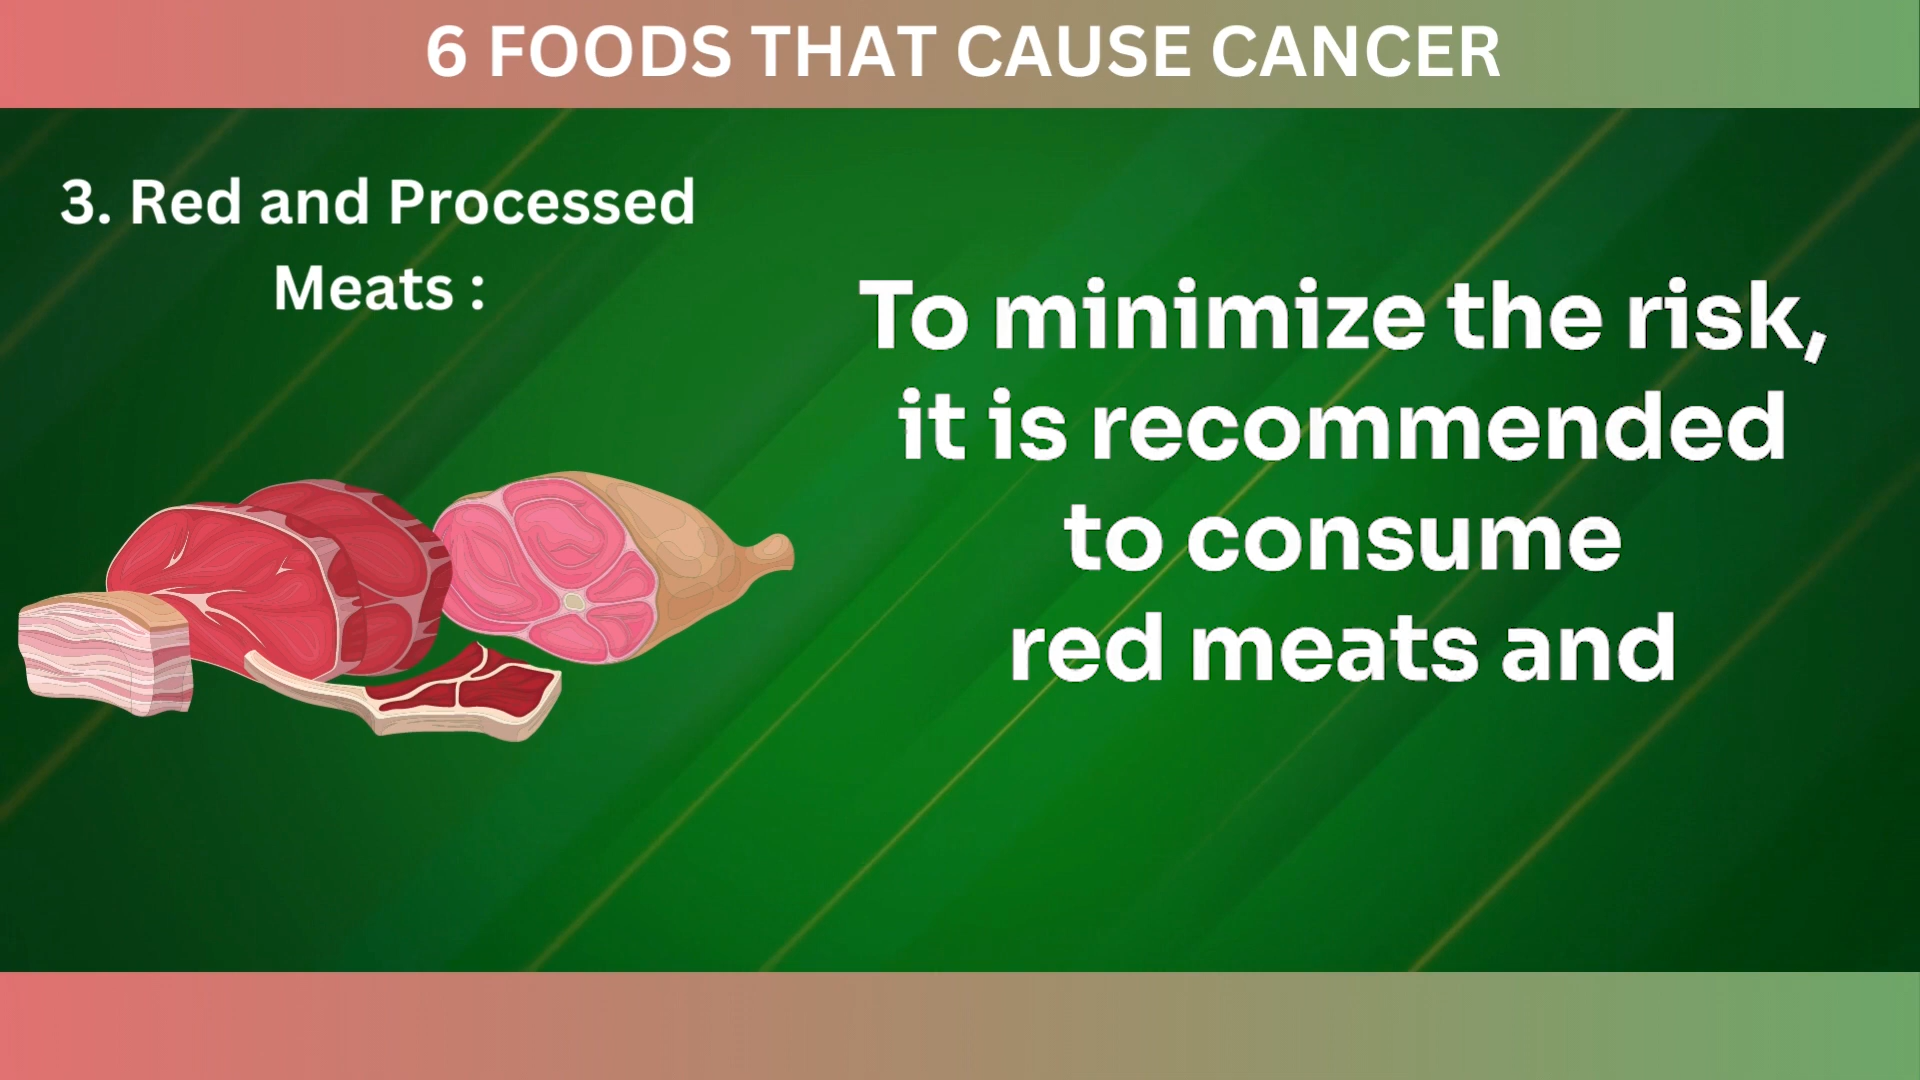 6 FOODS THAT CAUSE CANCER
3. Red and Processed
Meats :
To minimize the risk,
it is recommended
to consume
red meats and